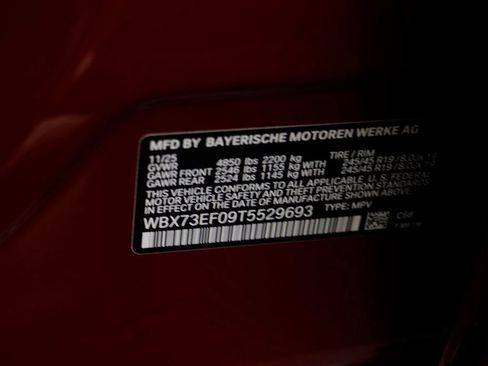 MFD BY BAYERISCHE MOTOREN WERKE AG
11/25 TIRE / RIM
GVWR 4850 lbs 2200 kg
GAWR FRONT 2546 lbs 1155 kg WITH 245/45 R19
GAWR REAR 2524 lbs 1145 kg WITH 245/45 R19
THIS VEHICLE CONFORMS TO ALL APPLICABLE U.S. FEDERAL
MOTOR VEHICLE SAFETY AND THEFT PREVENTION STANDARDS
IN EFFECT ON THE DATE OF MANUFACTURE SHOWN ABOVE.
WBX73EF09T5529693 TYPE: MPV